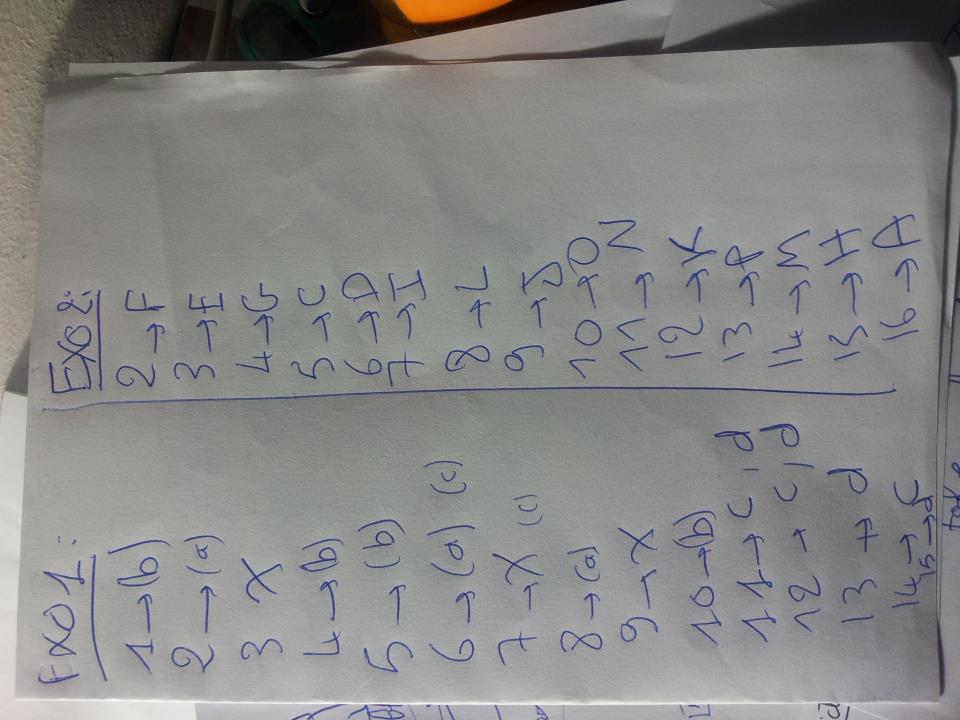 EXO 1:
1 → (b)
2 → (a)
3 X
4 → (b)
5 → (b)
6 → (a) (c)
7 → X (c)
8 → (a)
9 → X
10 → (b)
11 → c, d
12 → c, d
13 → d
14 → c
15 → d
Exo 2:
2 → F
3 → E
4 → G
5 → C
6 → D
7 → I
8 → L
9 → J
10 → O
11 → N
12 → K
13 → P
14 → M
15 → H
16 → A